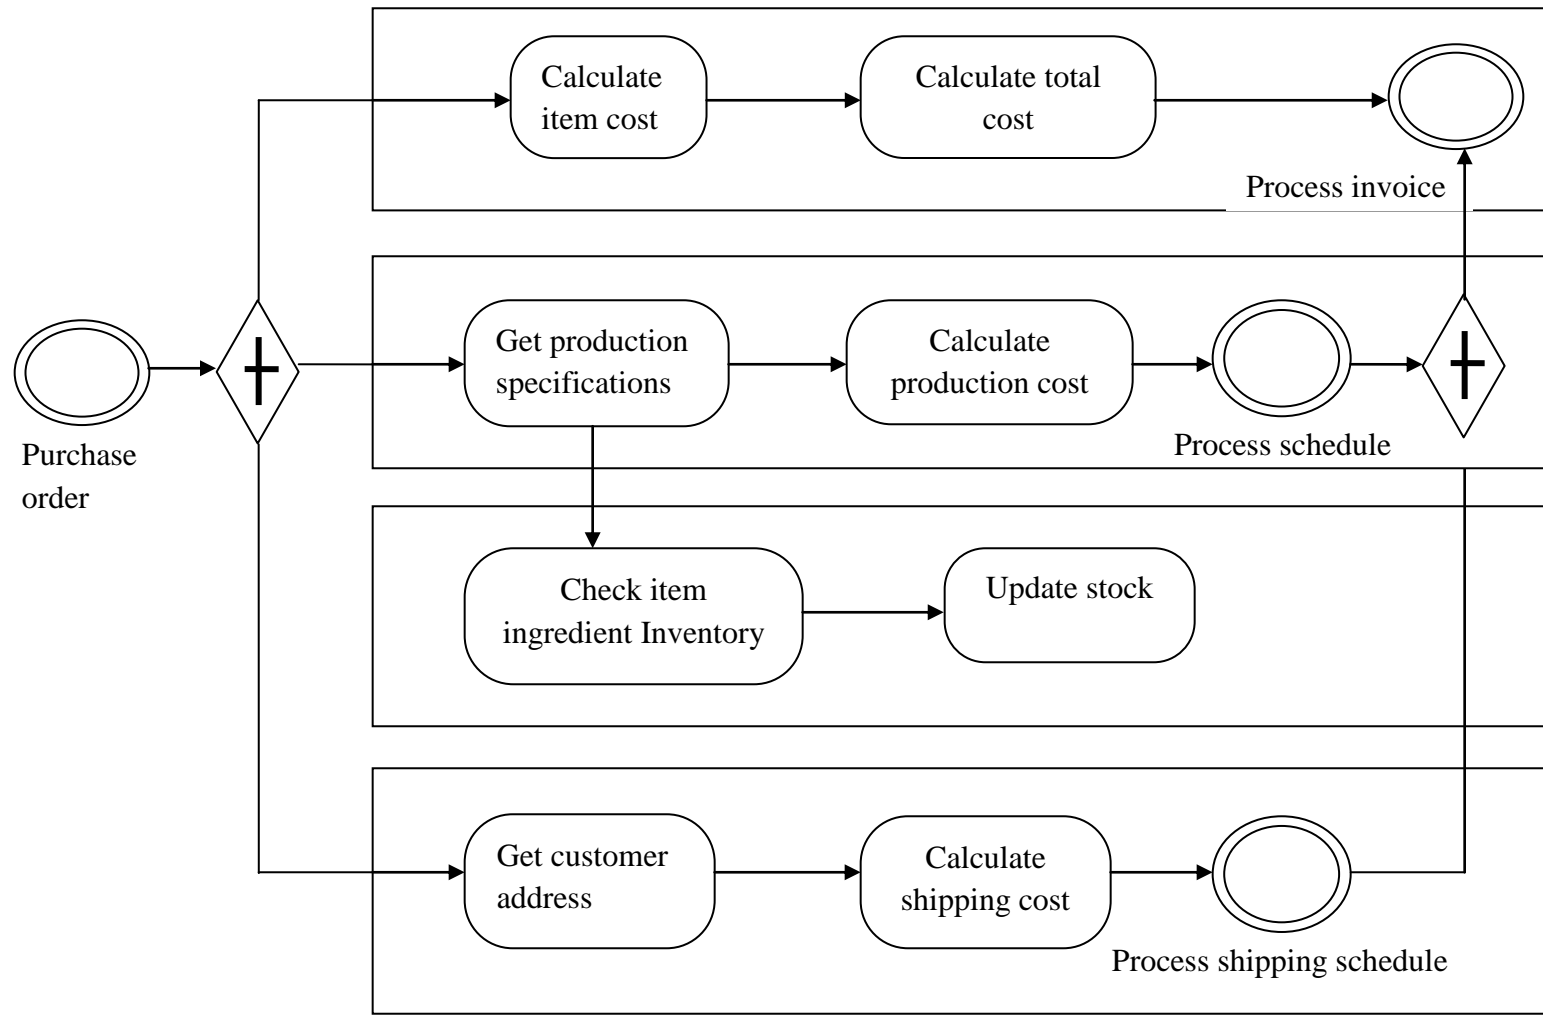 Calculate
item cost
Calculate total
cost
Process invoice
Get production
specifications
Calculate
production cost
Process schedule
Purchase
order
Check item
ingredient Inventory
Update stock
Get customer
address
Calculate
shipping cost
Process shipping schedule